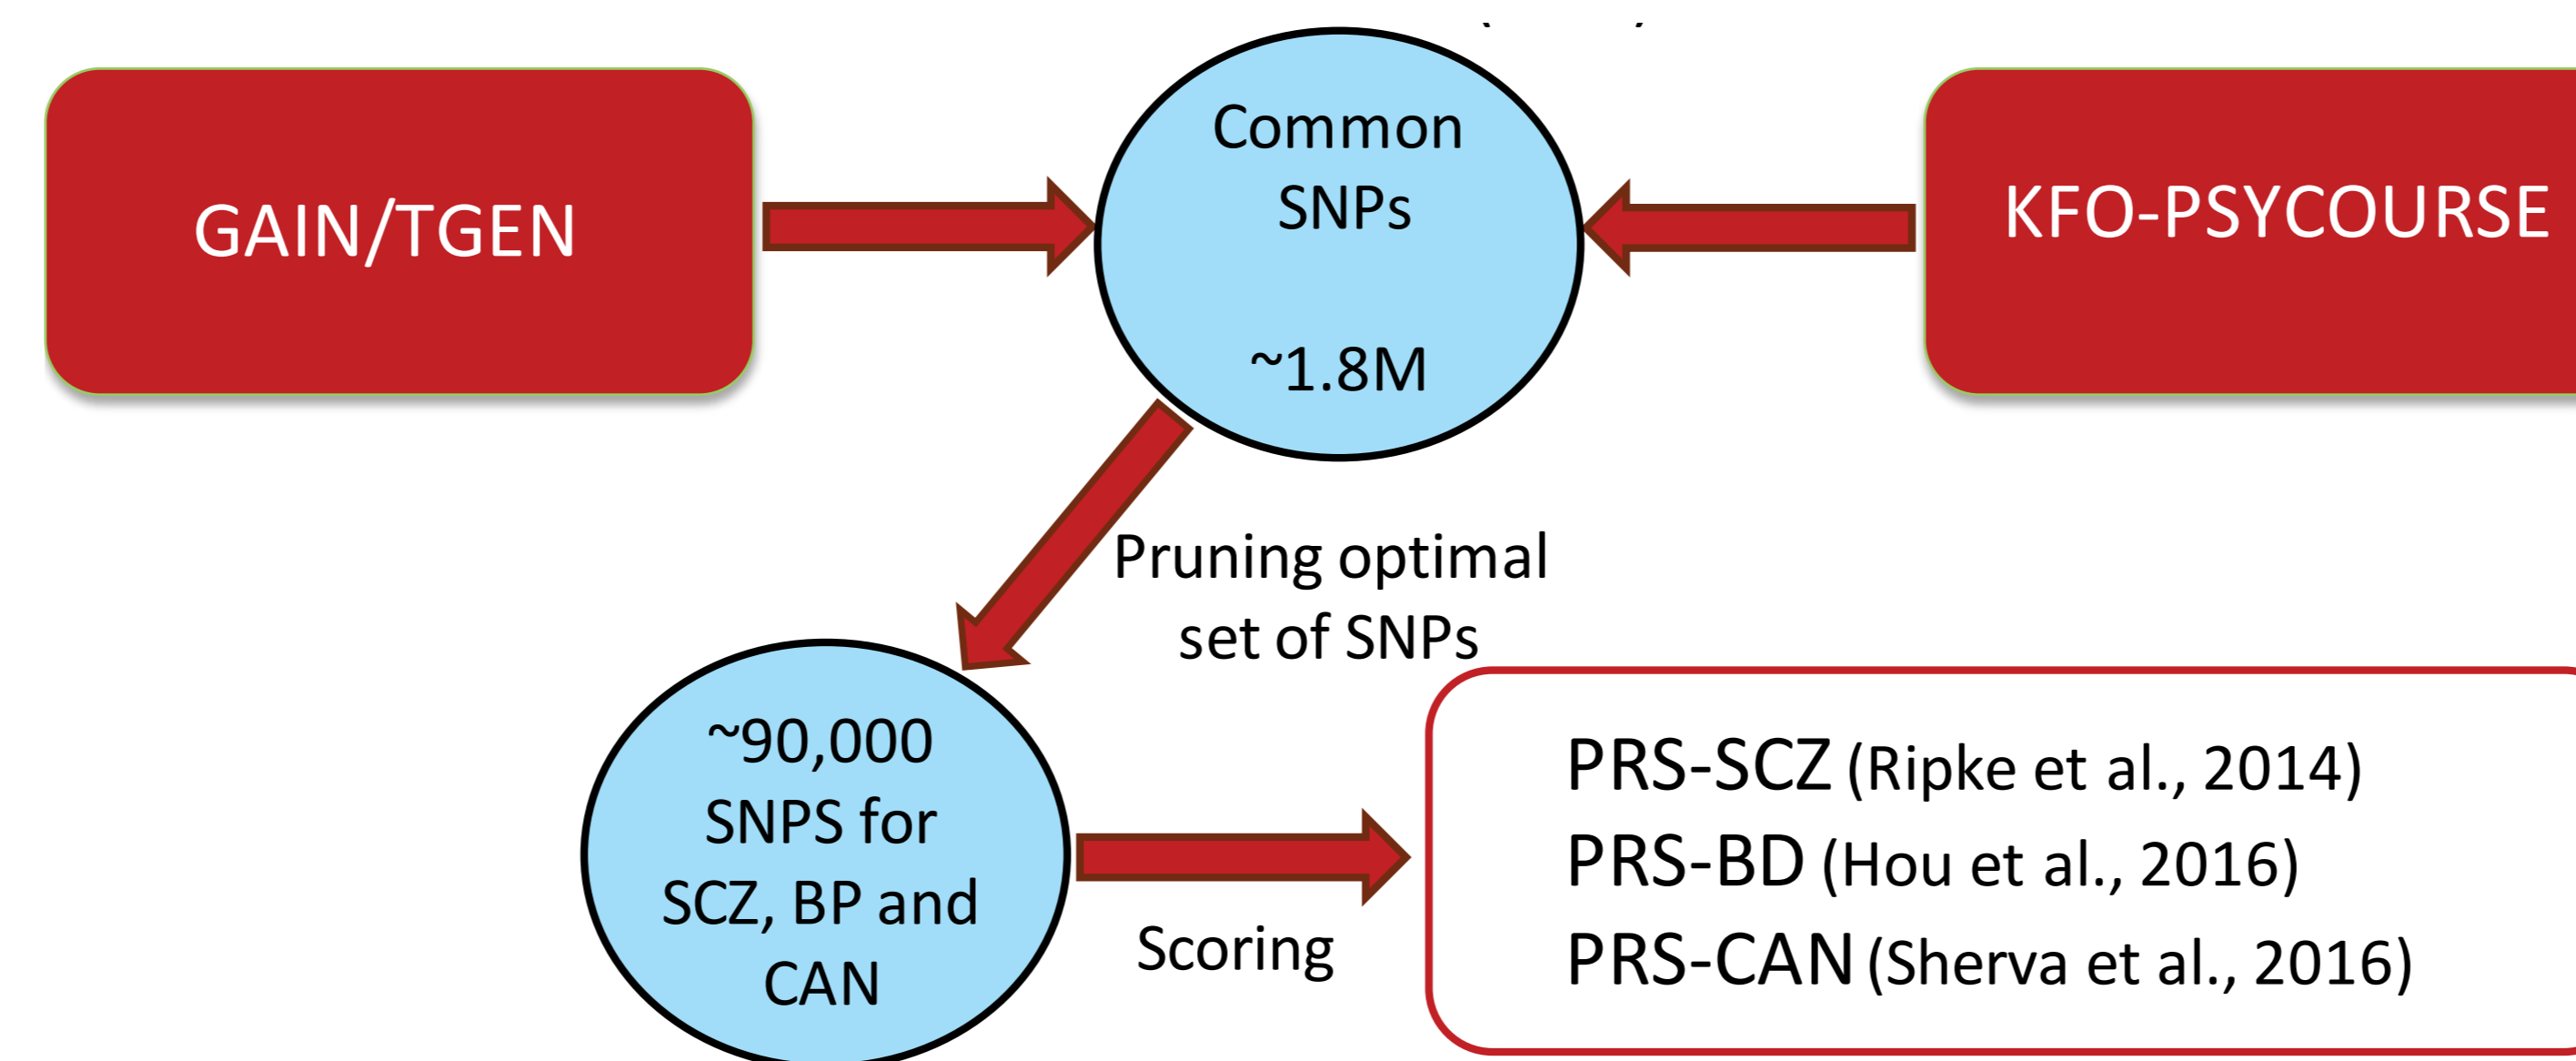 GAIN/TGEN
Common
SNPs
~1.8M
KFO-PSYCOURSE
Pruning optimal
set of SNPs
~90,000
SNPS for
SCZ, BP and
CAN
Scoring
PRS-SCZ (Ripke et al., 2014)
PRS-BD (Hou et al., 2016)
PRS-CAN (Sherva et al., 2016)